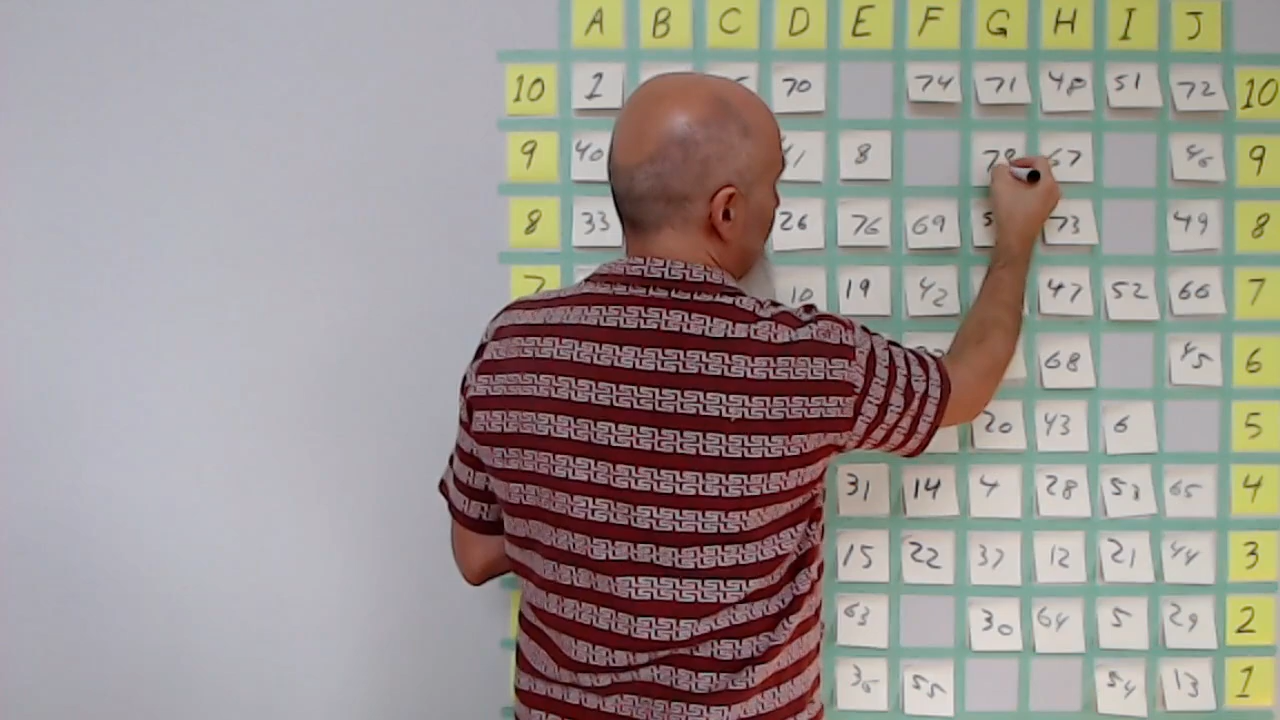 A B C D E F G H I J
10 1 70 74 71 48 51 72 10
9 40 8 78 67 46 9
8 33 26 76 69 73 49 8
7 10 19 42 47 52 66 7
68 45 6
20 43 6 5
31 14 4 28 53 65 4
15 22 37 12 21 44 3
63 30 64 5 29 2
36 55 54 13 1